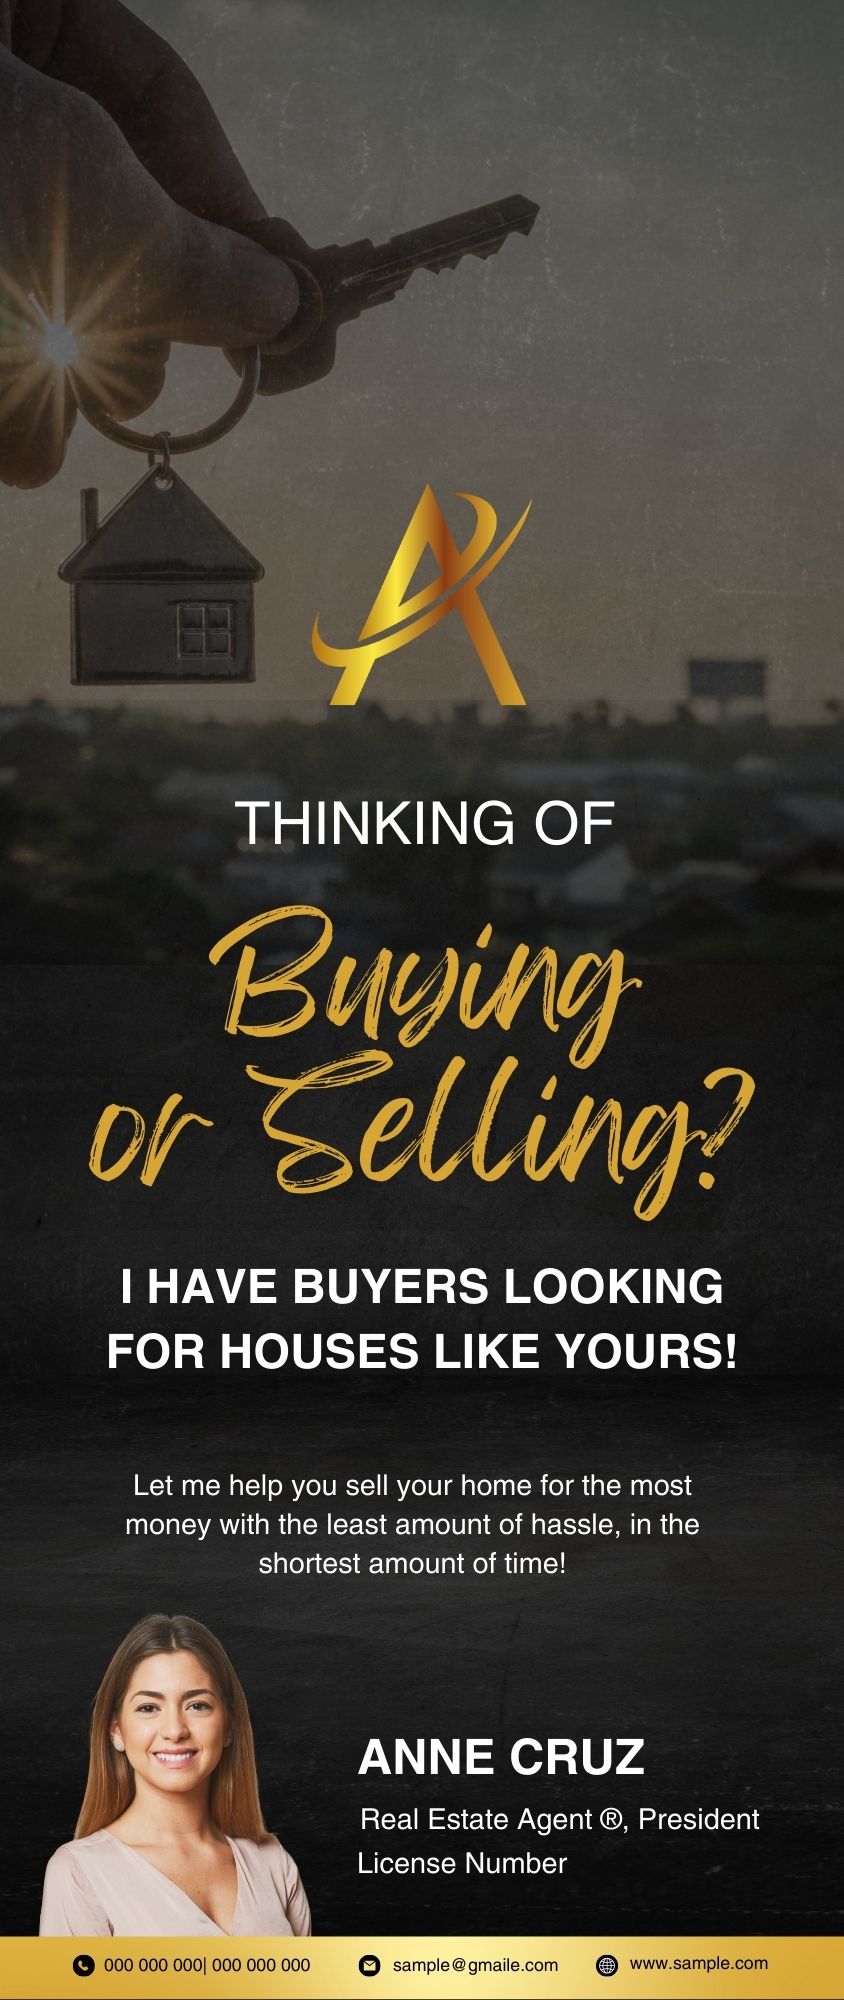 A
THINKING OF
Buying
or Selling?
I HAVE BUYERS LOOKING
FOR HOUSES LIKE YOURS!
Let me help you sell your home for the most
money with the least amount of hassle, in the
shortest amount of time!
ANNE CRUZ
Real Estate Agent ®, President
License Number
000 000 000| 000 000 000 sample@gmaile.com www.sample.com